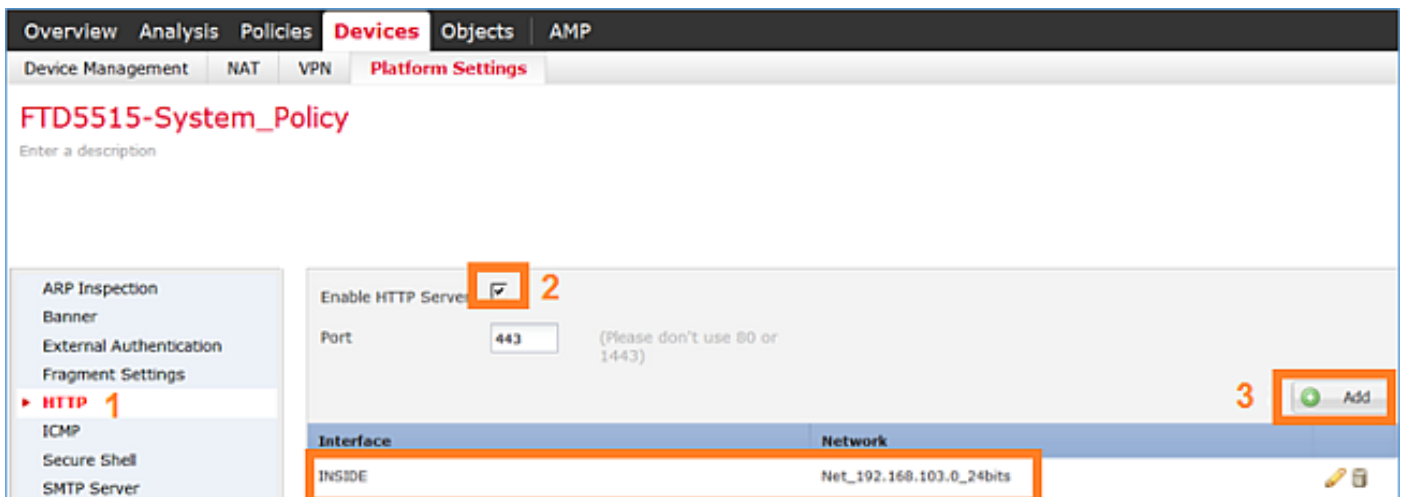 Overview Analysis Policies Devices Objects AMP
Device Management NAT VPN Platform Settings
FTD5515-System_Policy
Enter a description
ARP Inspection
Banner
External Authentication
Fragment Settings
HTTP 1
ICMP
Secure Shell
SMTP Server
Enable HTTP Server 2
Port 443 (Please don't use 80 or
1443)
3 Add
Interface Network
INSIDE Net_192.168.103.0_24bits